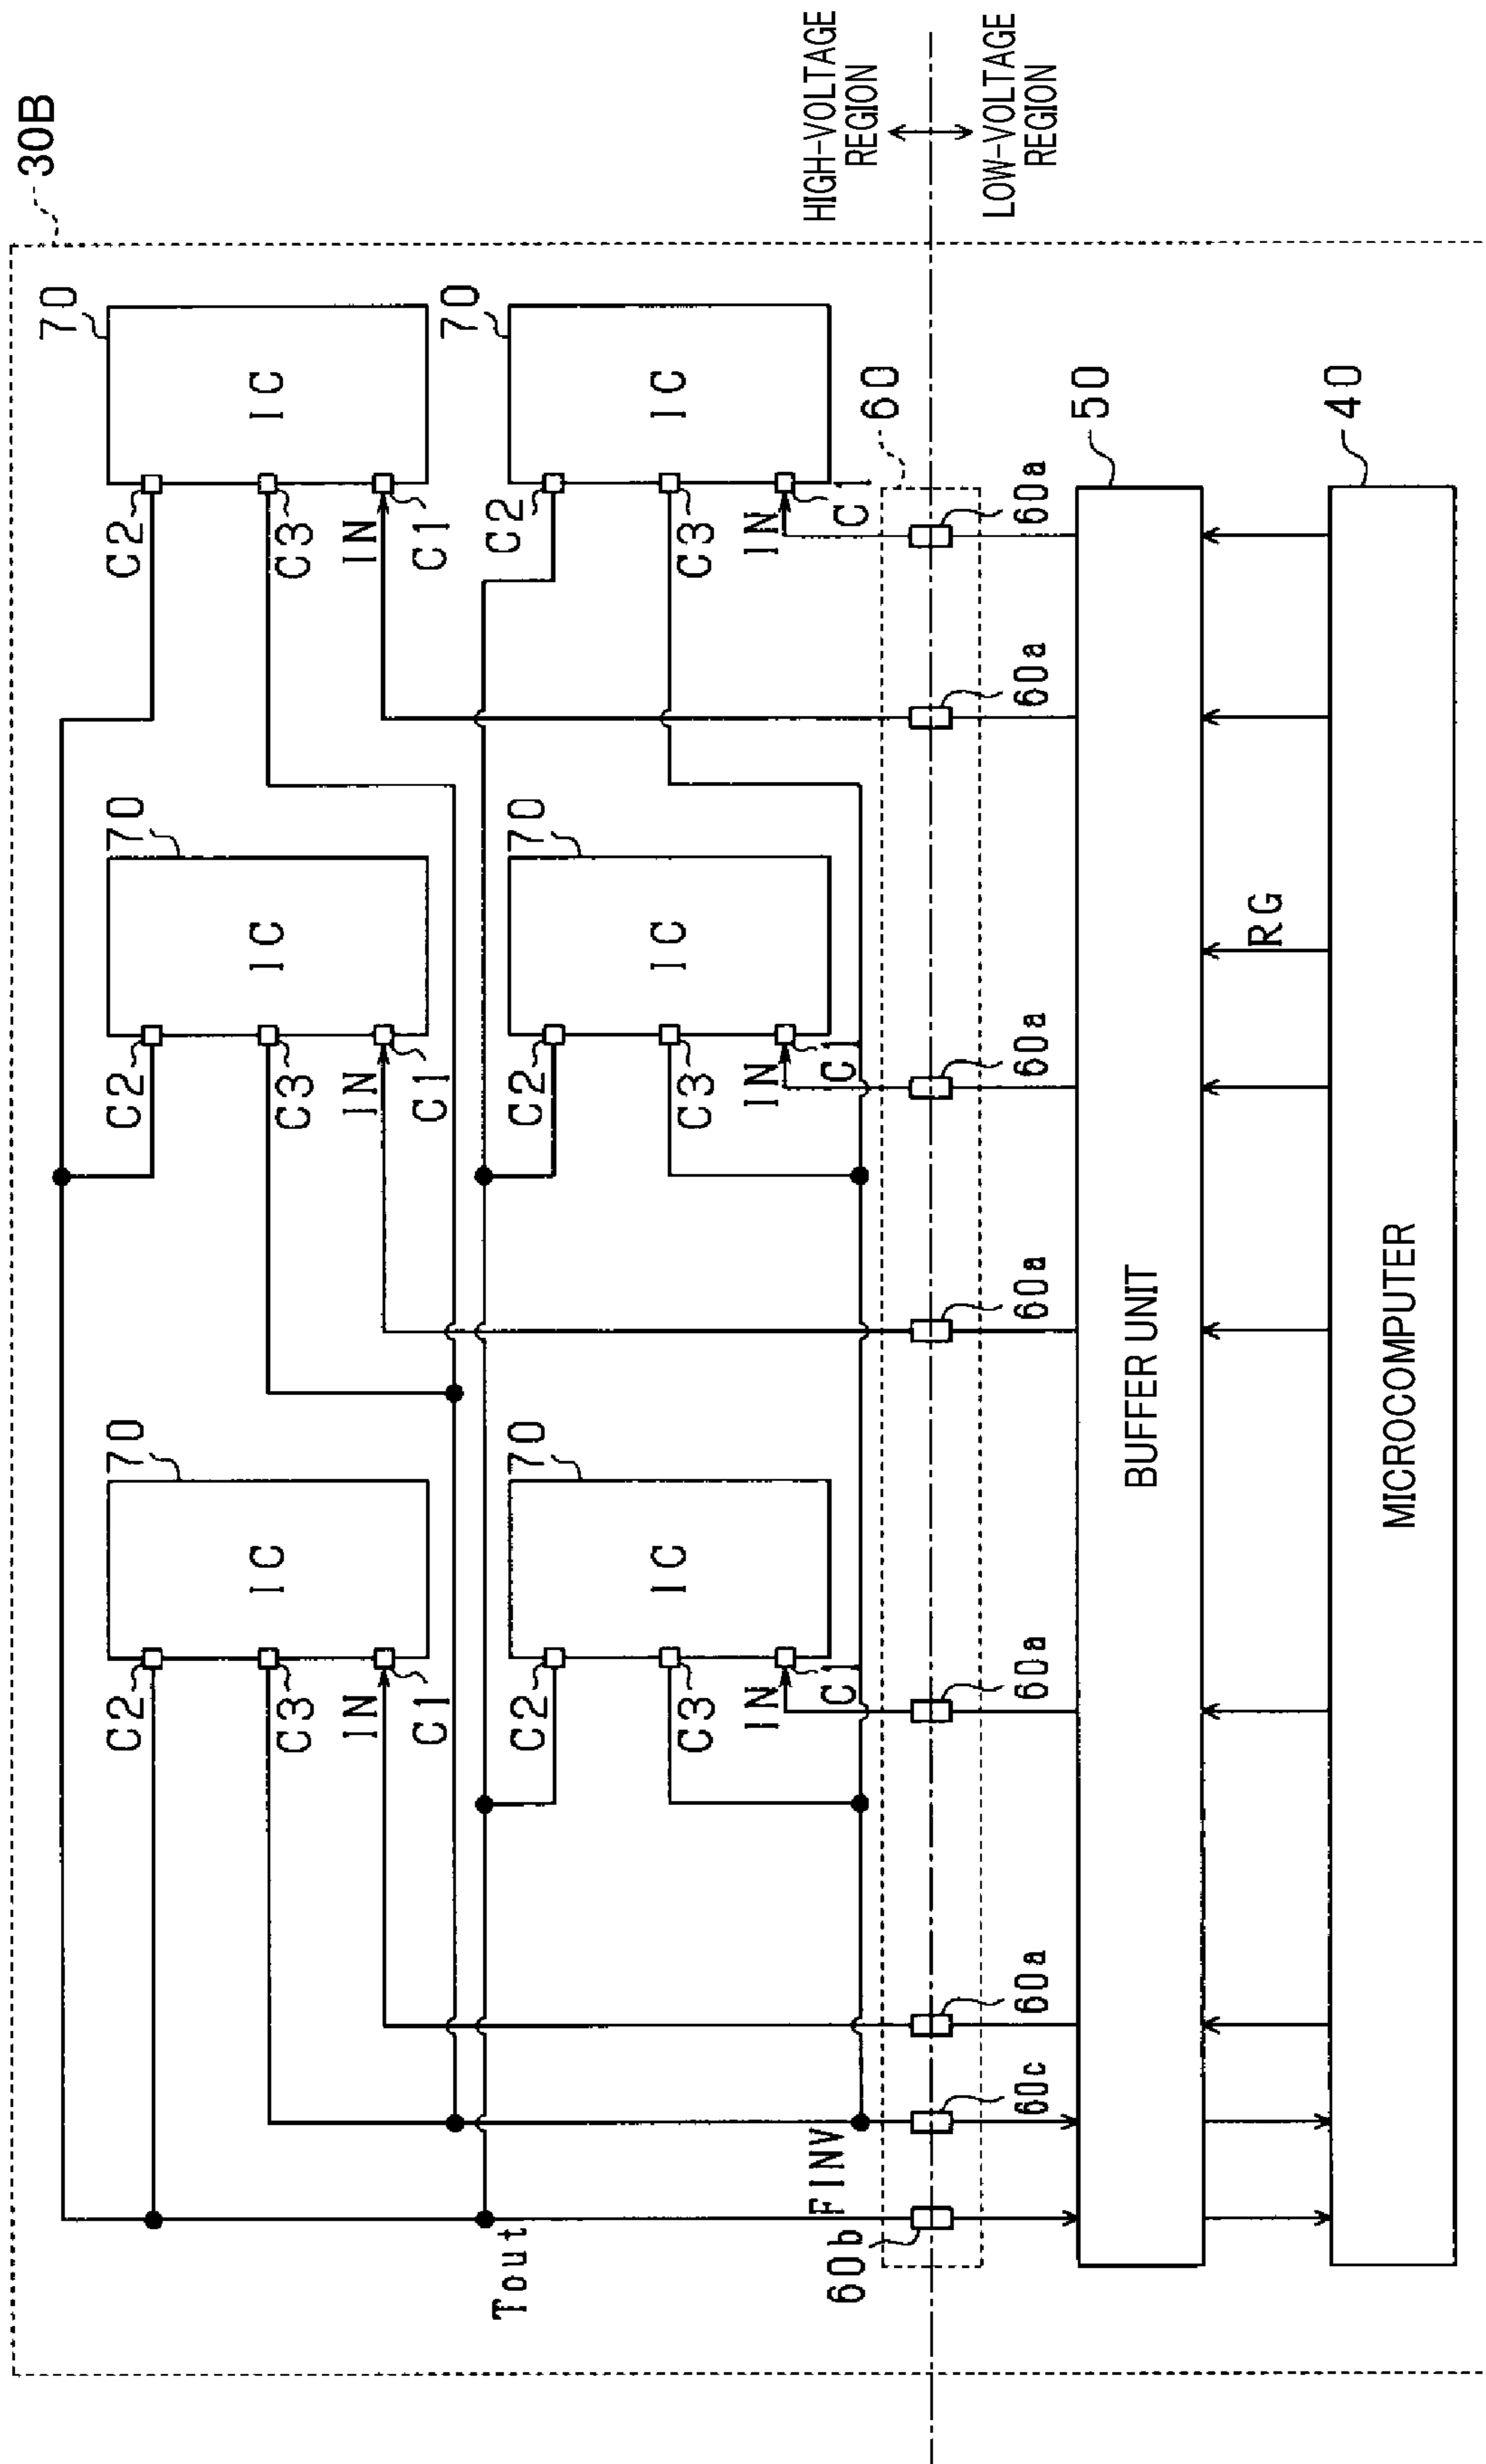 30B
70
IC
C2
C3
IN
C1
70
IC
C2
C3
IN
C1
70
IC
C2
C3
IN
C1
70
IC
C2
C3
IN
C1
70
IC
C2
C3
IN
C1
70
IC
C2
C3
IN
C1
Tout
FINV
HIGH-VOLTAGE
REGION
LOW-VOLTAGE
REGION
60
60b
60c
60a
60a
60a
60a
60a
60a
50
BUFFER UNIT
RG
40
MICROCOMPUTER